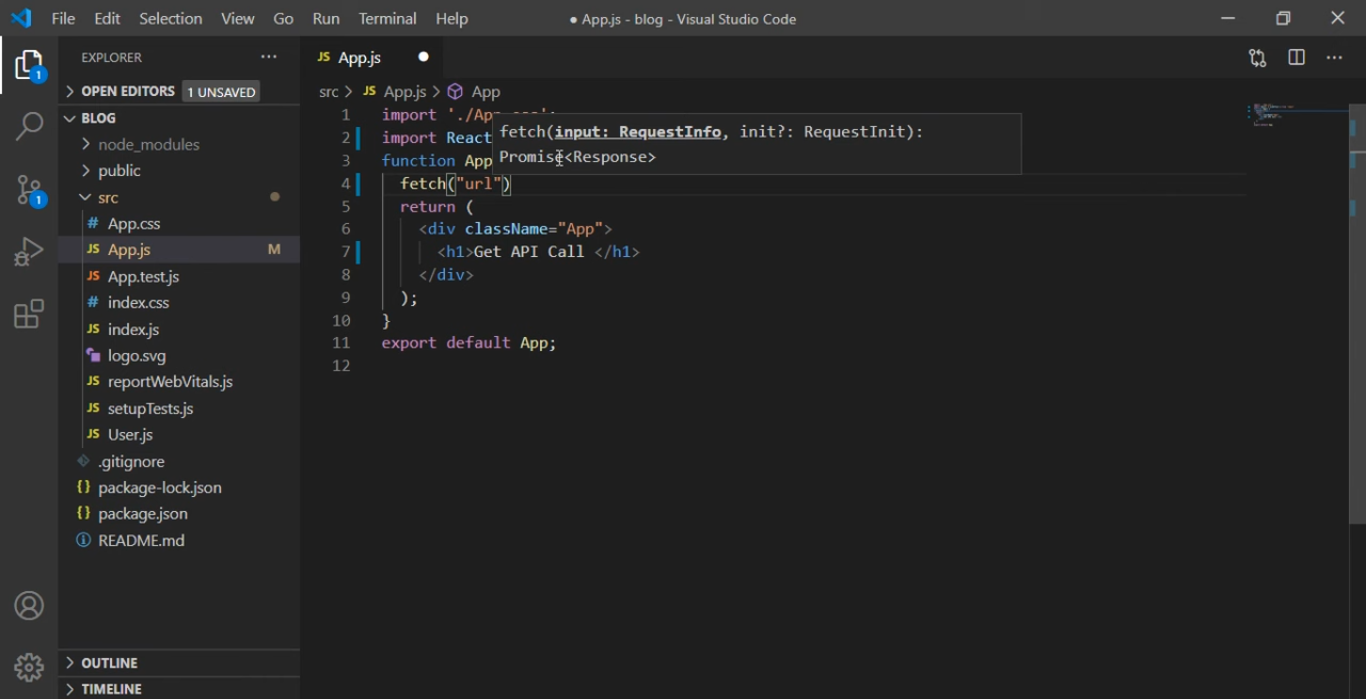 File Edit Selection View Go Run Terminal Help
● App.js - blog - Visual Studio Code
EXPLORER
OPEN EDITORS 1 UNSAVED
BLOG
node_modules
public
src
# App.css
JS App.js M
JS App.test.js
# index.css
JS index.js
logo.svg
JS reportWebVitals.js
JS setupTests.js
JS User.js
.gitignore
{} package-lock.json
{} package.json
README.md
OUTLINE
TIMELINE
1
1
JS App.js ●
src > JS App.js > App
1 import './App
2 import React
3 function App
fetch(input: RequestInfo, init?: RequestInit):
Promise<Response>
4 fetch("url")
5 return (
6 <div className="App">
7 <h1>Get API Call </h1>
8 </div>
9 );
10 }
11 export default App;
12